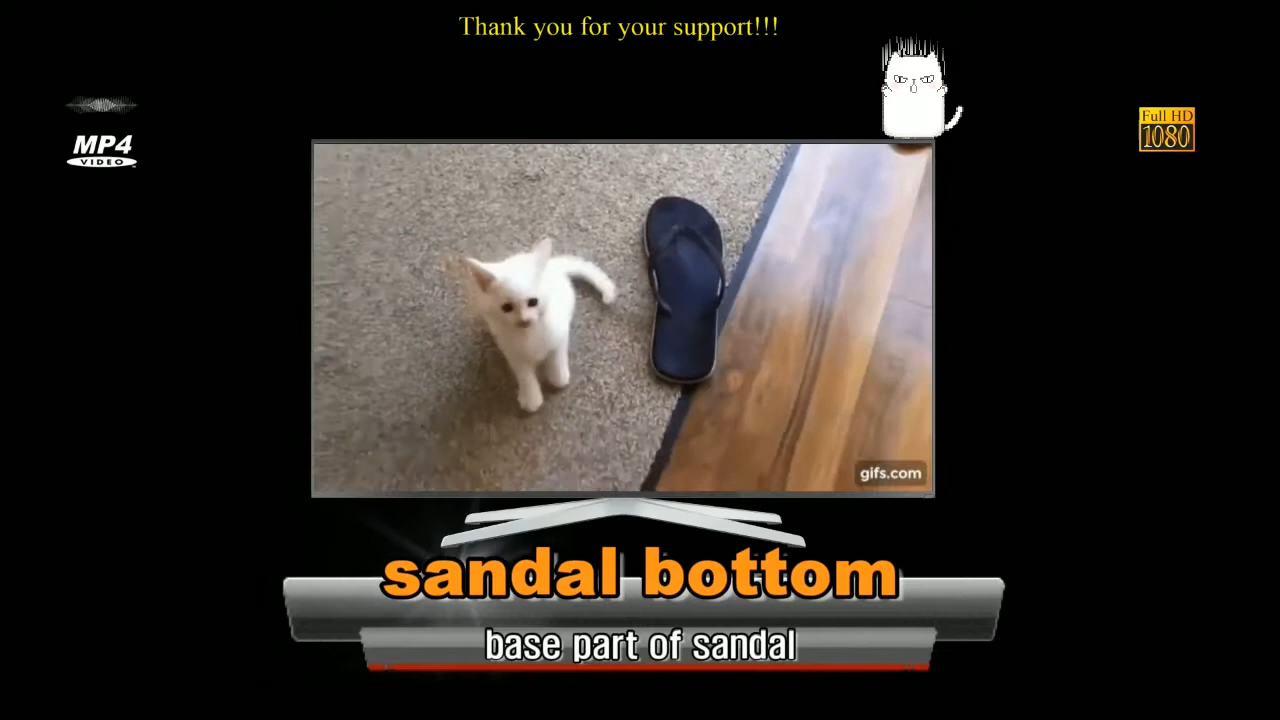 Thank you for your support!!!
MP4
VIDEO
Full HD
1080
gifs.com
sandal bottom
base part of sandal